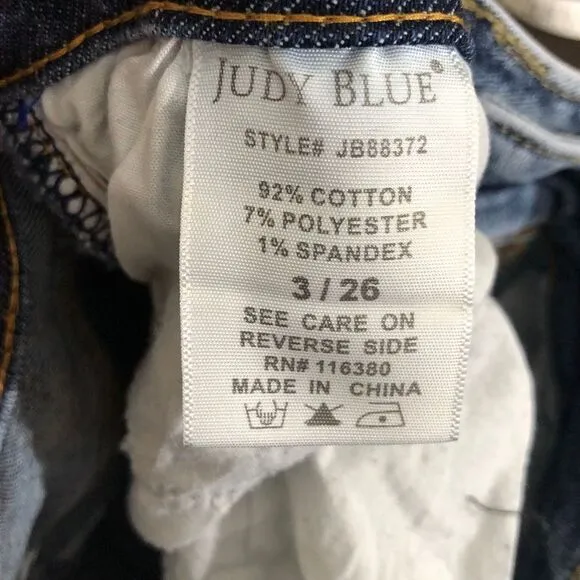 JUDY BLUE®
STYLE# JB88372
92% COTTON
7% POLYESTER
1% SPANDEX
3 / 26
SEE CARE ON
REVERSE SIDE
RN# 116380
MADE IN CHINA